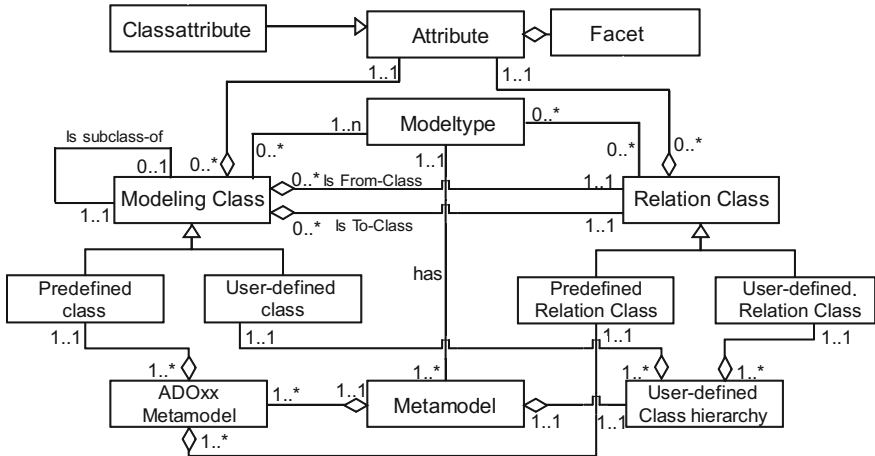 Classattribute
Attribute
Facet
1..1
1..1
Modeltype
1..n
0..*
Is subclass-of
0..1
0..*
0..*
1..1
0..*
0..*
Modeling Class
1..1
0..*
Is From-Class
1..1
Relation Class
0..*
Is To-Class
1..1
has
Predefined
class
User-defined
class
Predefined
Relation Class
User-defined.
Relation Class
1..1
1..1
1..1
1..1
1..*
1..*
1..*
1..*
ADOxx
Metamodel
1..*
1..1
Metamodel
1..1
User-defined
Class hierarchy
1..*
1..1